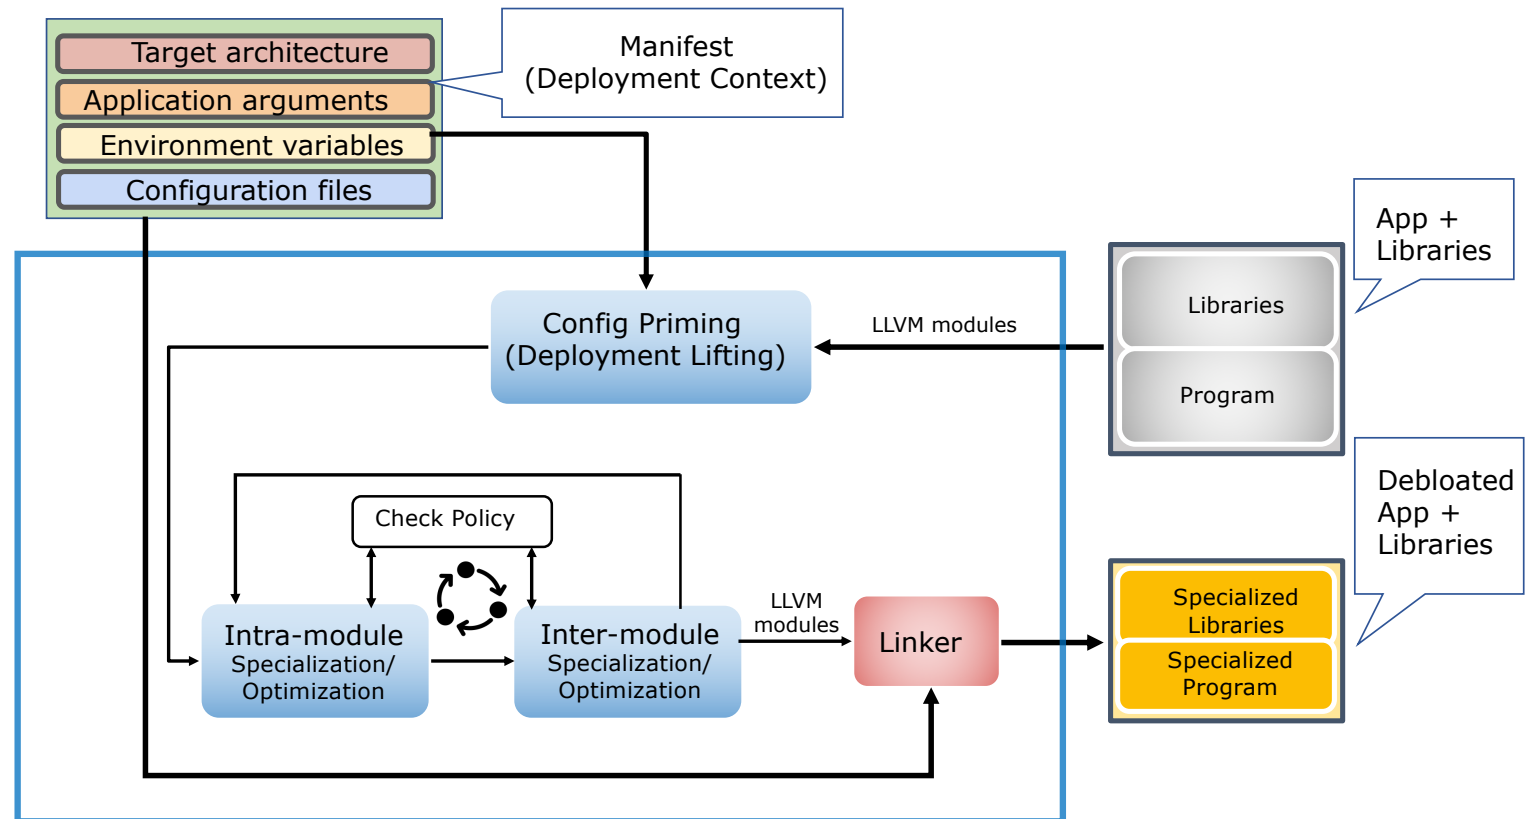 Target architecture
Application arguments
Environment variables
Configuration files
Manifest
(Deployment Context)
App +
Libraries
Libraries
Program
LLVM modules
Config Priming
(Deployment Lifting)
Check Policy
Intra-module
Specialization/
Optimization
Inter-module
Specialization/
Optimization
LLVM
modules
Linker
Debloated
App +
Libraries
Specialized
Libraries
Specialized
Program